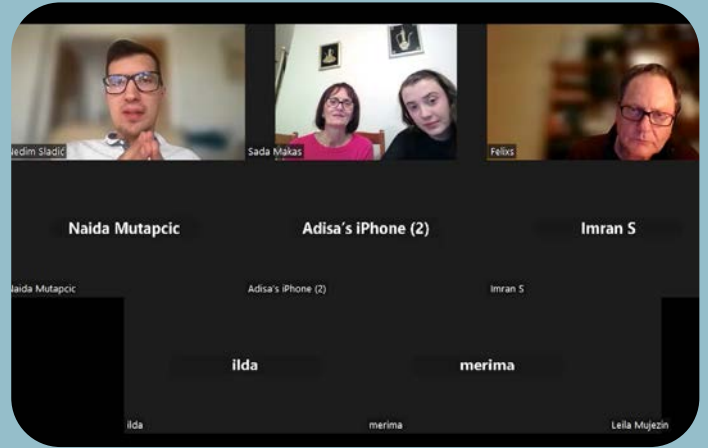 Nedim Sladić
Sada Makas
Felixs
Naida Mutapcic
Adisa's iPhone (2)
Imran S
Naida Mutapcic
Adisa's iPhone (2)
Imran S
ilda
merima
ilda
merima
Leila Mujezin